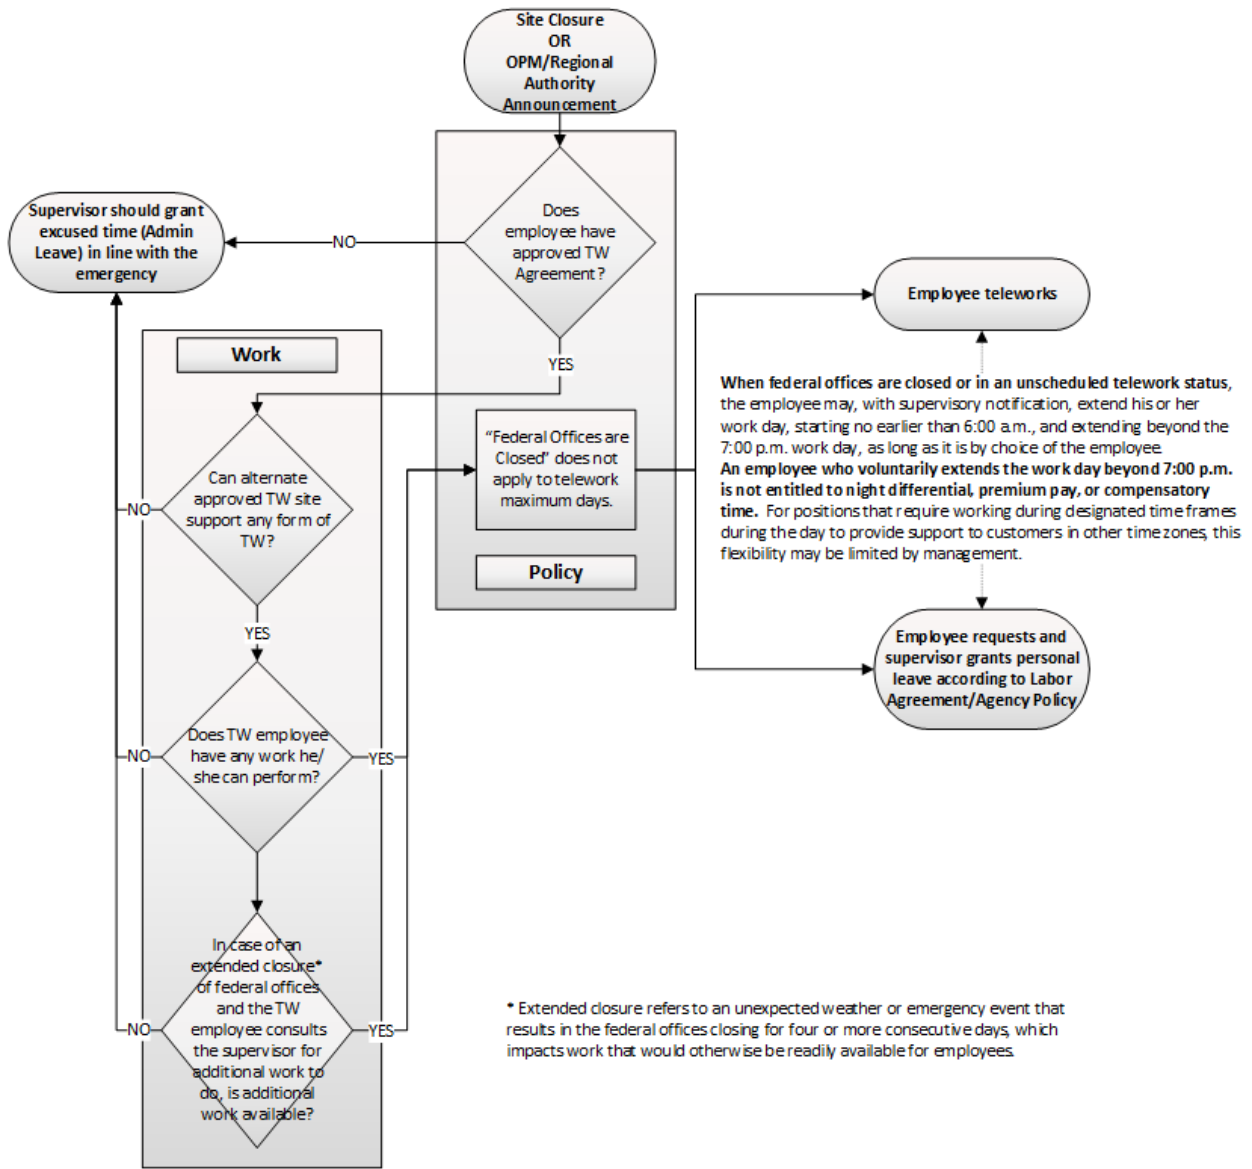 Site Closure
OR
OPM/Regional
Authority
Announcement
Does
employee have
approved TW
Agreement?
NO
Supervisor should grant
excused time (Admin
Leave) in line with the
emergency
YES
Work
Can alternate
approved TW site
support any form of
TW?
NO
YES
Does TW employee
have any work he/
she can perform?
NO
YES
In case of an
extended closure*
of federal offices
and the TW
employee consults
the supervisor for
additional work to
do, is additional
work available?
NO
YES
“Federal Offices are
Closed” does not
apply to telework
maximum days.
Policy
Employee teleworks
When federal offices are closed or in an unscheduled telework status,
the employee may, with supervisory notification, extend his or her
work day, starting no earlier than 6:00 a.m., and extending beyond the
7:00 p.m. work day, as long as it is by choice of the employee.
An employee who voluntarily extends the work day beyond 7:00 p.m.
is not entitled to night differential, premium pay, or compensatory
time. For positions that require working during designated time frames
during the day to provide support to customers in other time zones, this
flexibility may be limited by management.
Employee requests and
supervisor grants personal
leave according to Labor
Agreement/Agency Policy
* Extended closure refers to an unexpected weather or emergency event that
results in the federal offices closing for four or more consecutive days, which
impacts work that would otherwise be readily available for employees.